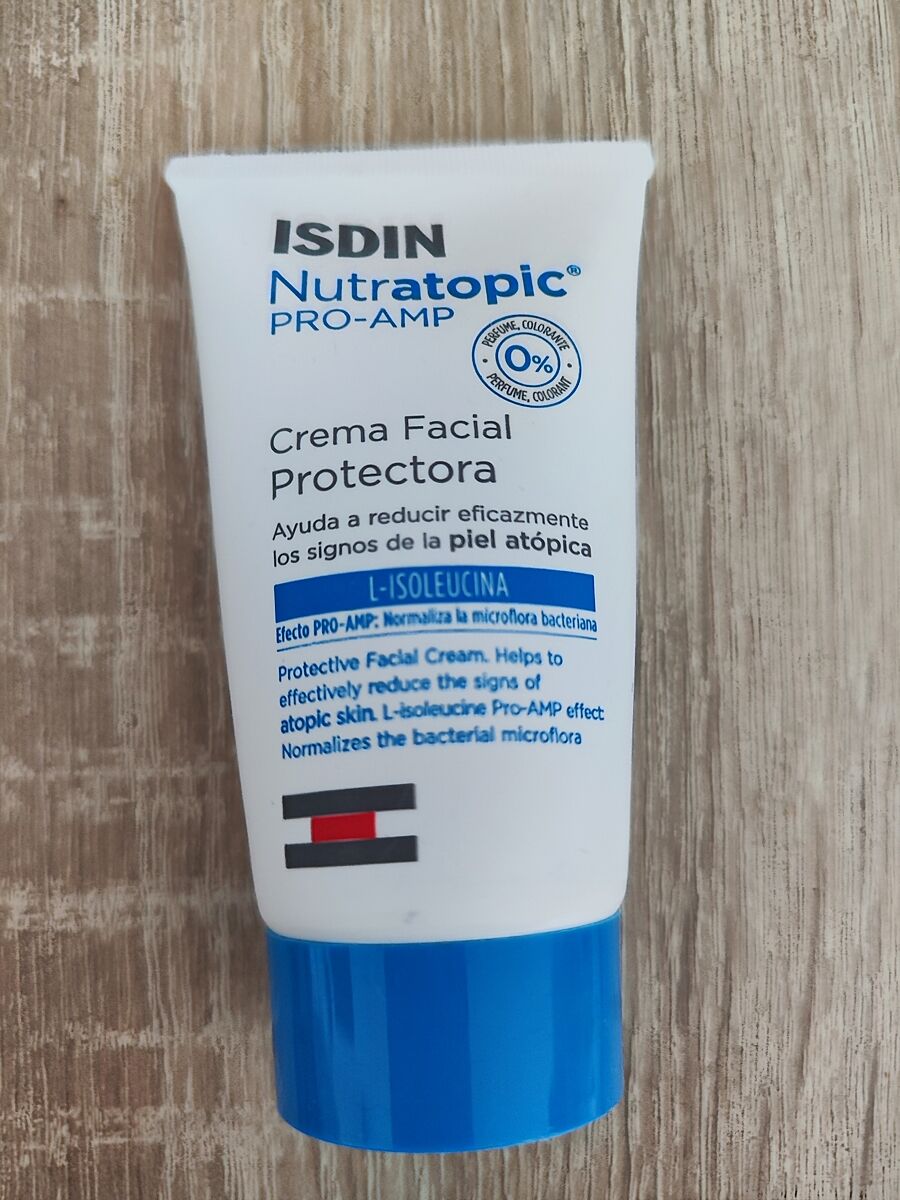 ISDIN
Nutratopic®
PRO-AMP
PERFUME, COLORANTE
0%
PERFUME, COLORANT
Crema Facial
Protectora
Ayuda a reducir eficazmente
los signos de la piel atópica
L-ISOLEUCINA
Efecto PRO-AMP: Normaliza la microflora bacteriana
Protective Facial Cream. Helps to
effectively reduce the signs of
atopic skin. L-isoleucine Pro-AMP effect:
Normalizes the bacterial microflora